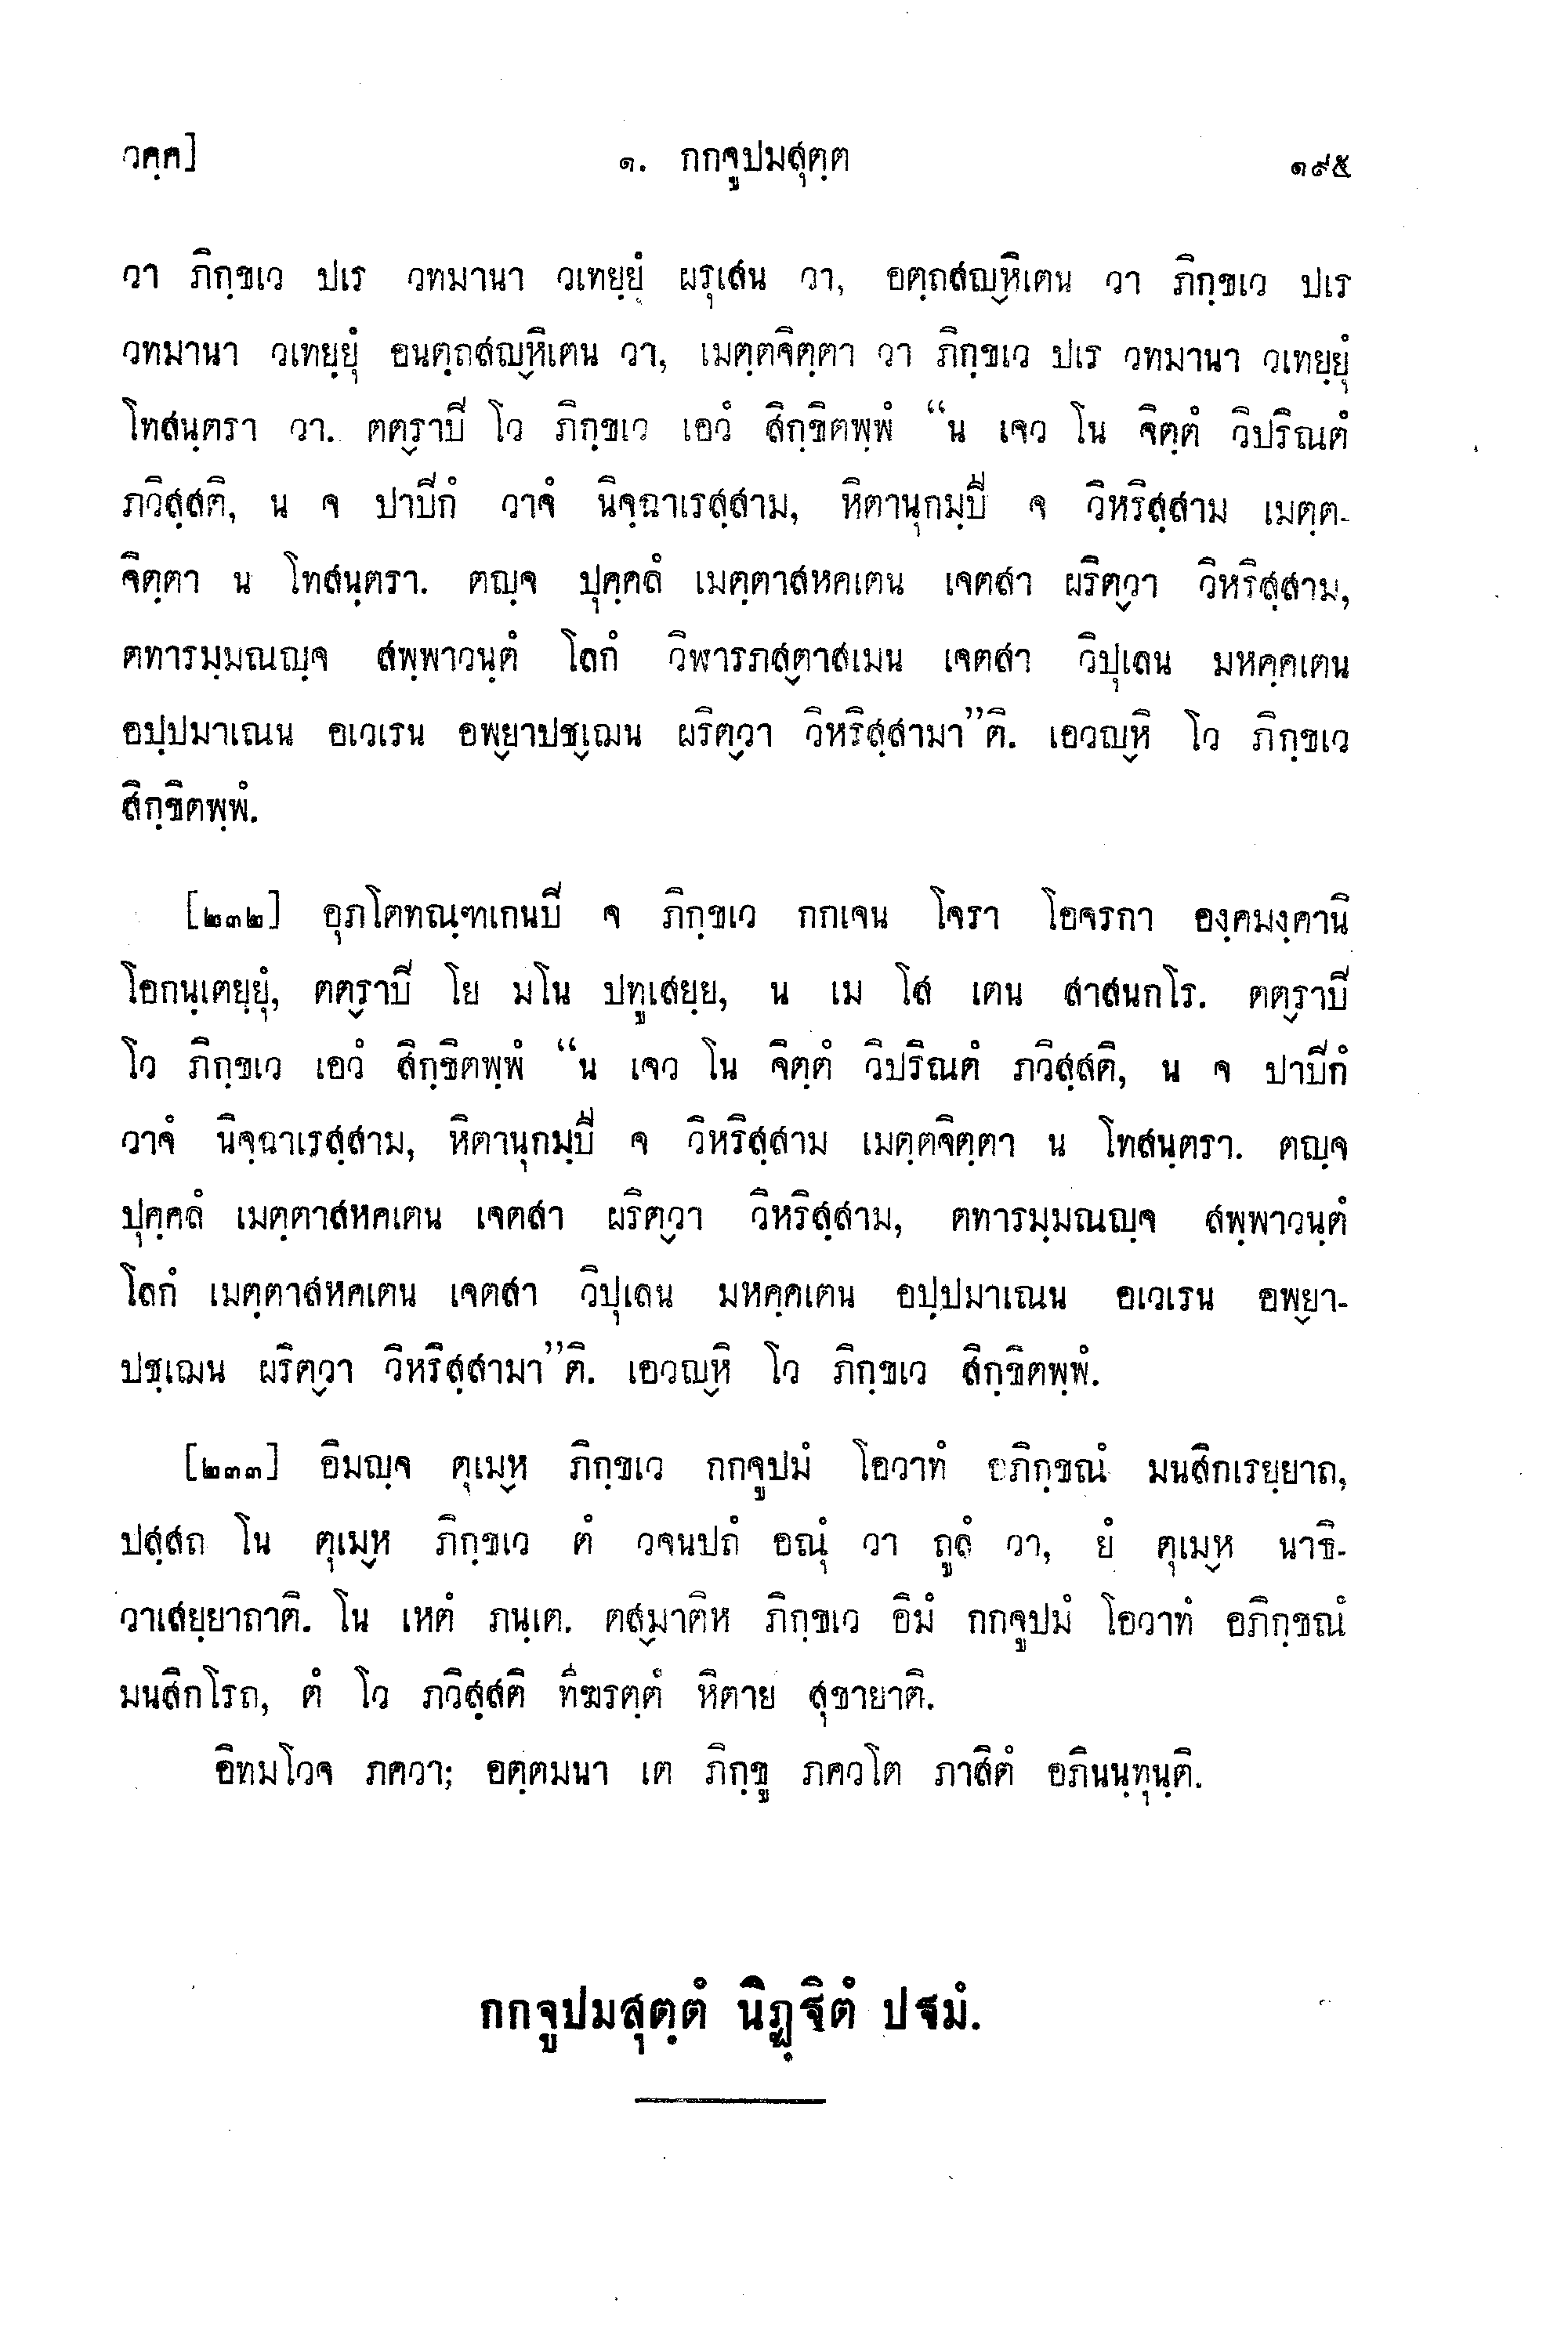 วคฺค]
๑. กกจูปมสุตฺต
๑๙๕
วา ภิกฺขเว ปเร วทมานา วเทยฺยุํ ผรุเสน วา, อตฺถสญฺหิเตน วา ภิกฺขเว ปเร
วทมานา วเทยฺยุํ อนตฺถสญฺหิเตน วา, เมตฺตจิตฺตา วา ภิกฺขเว ปเร วทมานา วเทยฺยุํ
โทสนฺตรา วา. ตตฺราปี โว ภิกฺขเว เอวํ สิกฺขิตพฺพํ “น เจว โน จิตฺตํ วิปริณตํ
ภวิสฺสติ, น จ ปาปีกํ วาจํ นิจฺฉาเรสฺสาม, หิตานุกมฺปี จ วิหริสฺสาม เมตฺต-
จิตฺตา น โทสนฺตรา. ตญฺจ ปุคฺคลํ เมตฺตาสหคเตน เจตสา ผริตฺวา วิหริสฺสาม,
ตทารมฺมณญฺจ สพฺพาวนฺตํ โลกํ วิฬารภสฺตาสเมน เจตสา วิปุเลน มหคฺคเตน
อปฺปมาเณน อเวเรน อพฺยาปชฺเฌน ผริตฺวา วิหริสฺสามา”ติ. เอวญฺหิ โว ภิกฺขเว
สิกฺขิตพฺพํ.
[๒๓๒] อุภโตทณฺฑเกนปี จ ภิกฺขเว กกเจน โจรา โอจรกา องฺคมงฺคานิ
โอกนฺเตยฺยุํ, ตตฺราปี โย มโน ปทูเสยฺย, น เม โส เตน สาสนกโร. ตตฺราปี
โว ภิกฺขเว เอวํ สิกฺขิตพฺพํ “น เจว โน จิตฺตํ วิปริณตํ ภวิสฺสติ, น จ ปาปีกํ
วาจํ นิจฺฉาเรสฺสาม, หิตานุกมฺปี จ วิหริสฺสาม เมตฺตจิตฺตา น โทสนฺตรา. ตญฺจ
ปุคฺคลํ เมตฺตาสหคเตน เจตสา ผริตฺวา วิหริสฺสาม, ตทารมฺมณญฺจ สพฺพาวนฺตํ
โลกํ เมตฺตาสหคเตน เจตสา วิปุเลน มหคฺคเตน อปฺปมาเณน อเวเรน อพฺยา-
ปชฺเฌน ผริตฺวา วิหริสฺสามา”ติ. เอวญฺหิ โว ภิกฺขเว สิกฺขิตพฺพํ.
[๒๓๓] อิมญฺจ ตุเมฺห ภิกฺขเว กกจูปมํ โอวาทํ อภิกฺขณํ มนสิกเรยฺยาถ,
ปสฺสถ โน ตุเมฺห ภิกฺขเว ตํ วจนปถํ อณุํ วา ถูลํ วา, ยํ ตุเมฺห นาธิ-
วาเสยฺยาถาติ. โน เหตํ ภนฺเต. ตสฺมาติห ภิกฺขเว อิมํ กกจูปมํ โอวาทํ อภิกฺขณํ
มนสิกโรถ, ตํ โว ภวิสฺสติ ทีฆรตฺตํ หิตาย สุขายาติ.
อิทมโวจ ภควา; อตฺตมนา เต ภิกฺขู ภควโต ภาสิตํ อภินนฺทุนฺติ.
กกจูปมสุตฺตํ นิฏฺฐิตํ ปฐมํ.